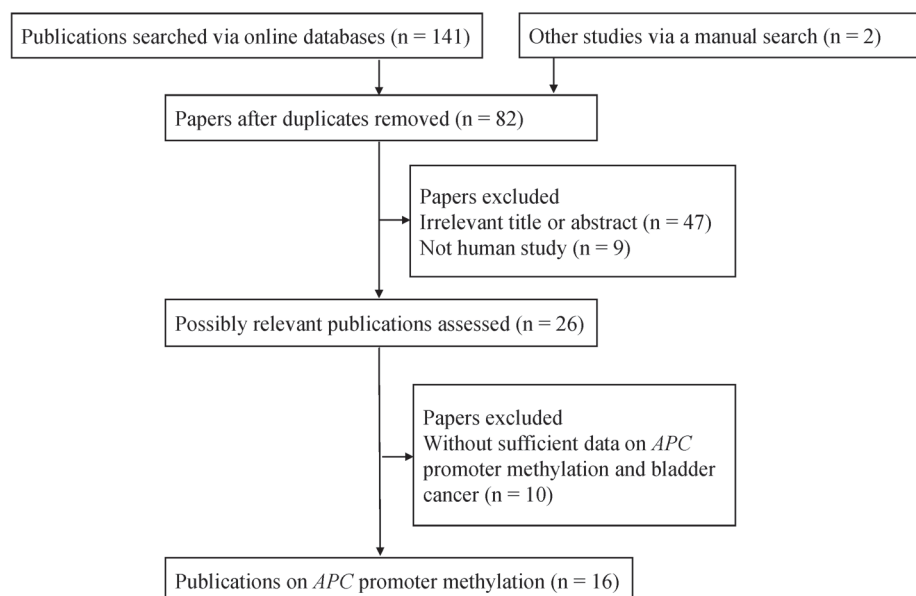 Publications searched via online databases (n = 141)
Other studies via a manual search (n = 2)
Papers after duplicates removed (n = 82)
Papers excluded
Irrelevant title or abstract (n = 47)
Not human study (n = 9)
Possibly relevant publications assessed (n = 26)
Papers excluded
Without sufficient data on APC
promoter methylation and bladder
cancer (n = 10)
Publications on APC promoter methylation (n = 16)